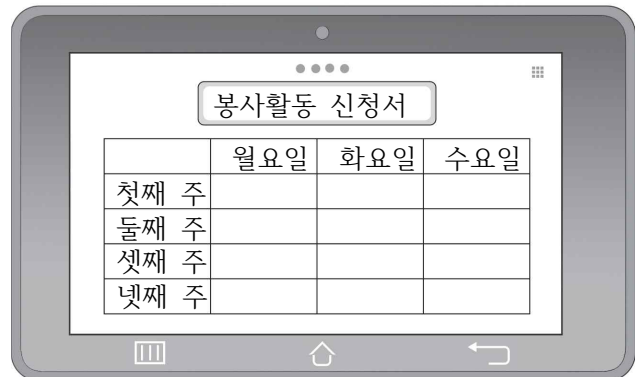 봉사활동 신청서
월요일 화요일 수요일
첫째 주
둘째 주
셋째 주
넷째 주